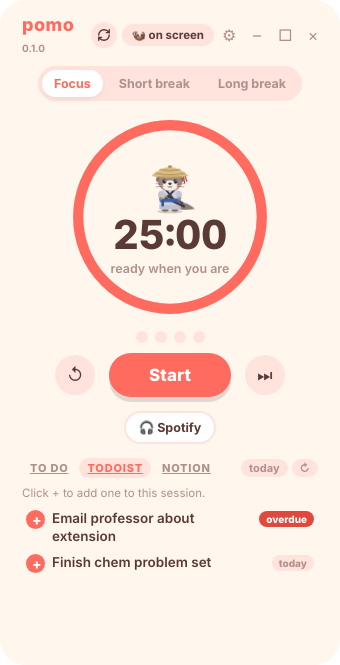 pomo
0.1.0
🦦 on screen
Focus Short break Long break
25:00
ready when you are
Start
🎧 Spotify
TO DO TODOIST NOTION today
Click + to add one to this session.
+ Email professor about overdue
extension
+ Finish chem problem set today